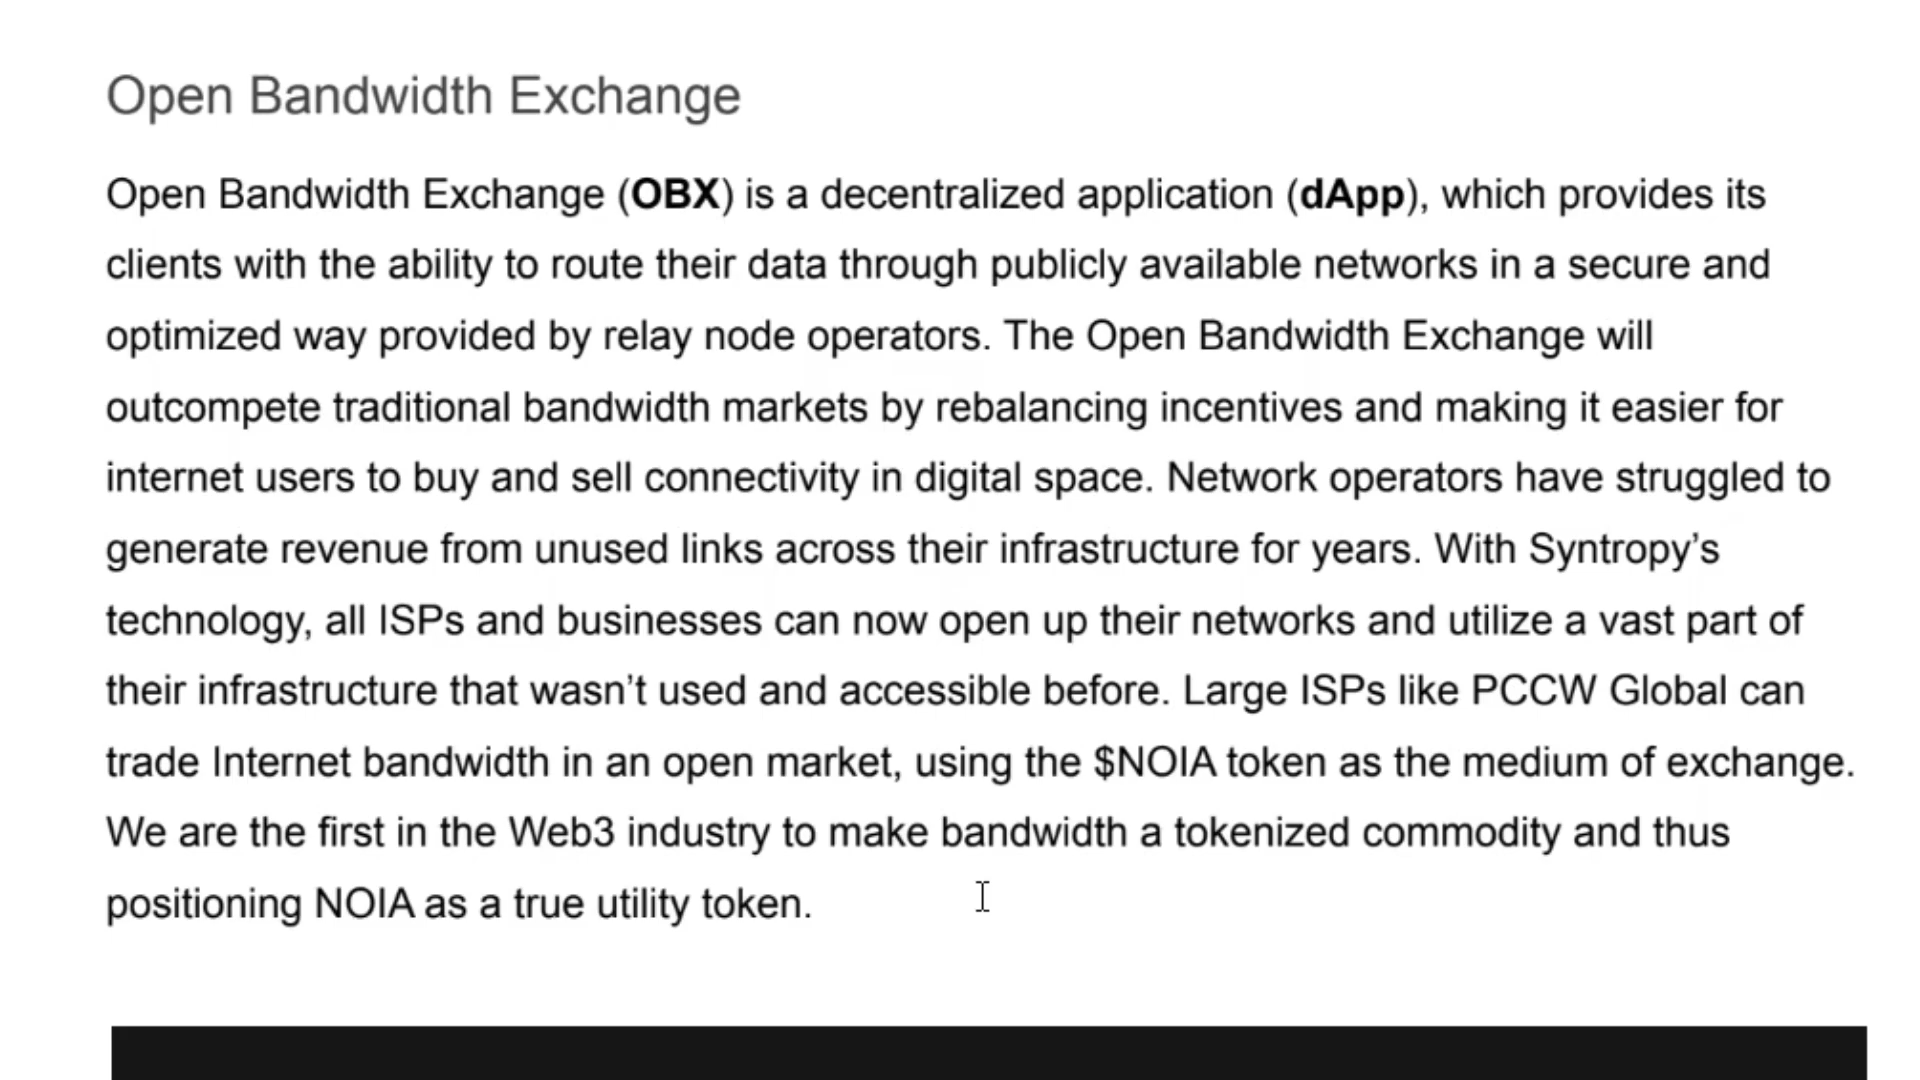 Open Bandwidth Exchange
Open Bandwidth Exchange (OBX) is a decentralized application (dApp), which provides its
clients with the ability to route their data through publicly available networks in a secure and
optimized way provided by relay node operators. The Open Bandwidth Exchange will
outcompete traditional bandwidth markets by rebalancing incentives and making it easier for
internet users to buy and sell connectivity in digital space. Network operators have struggled to
generate revenue from unused links across their infrastructure for years. With Syntropy’s
technology, all ISPs and businesses can now open up their networks and utilize a vast part of
their infrastructure that wasn’t used and accessible before. Large ISPs like PCCW Global can
trade Internet bandwidth in an open market, using the $NOIA token as the medium of exchange.
We are the first in the Web3 industry to make bandwidth a tokenized commodity and thus
positioning NOIA as a true utility token.